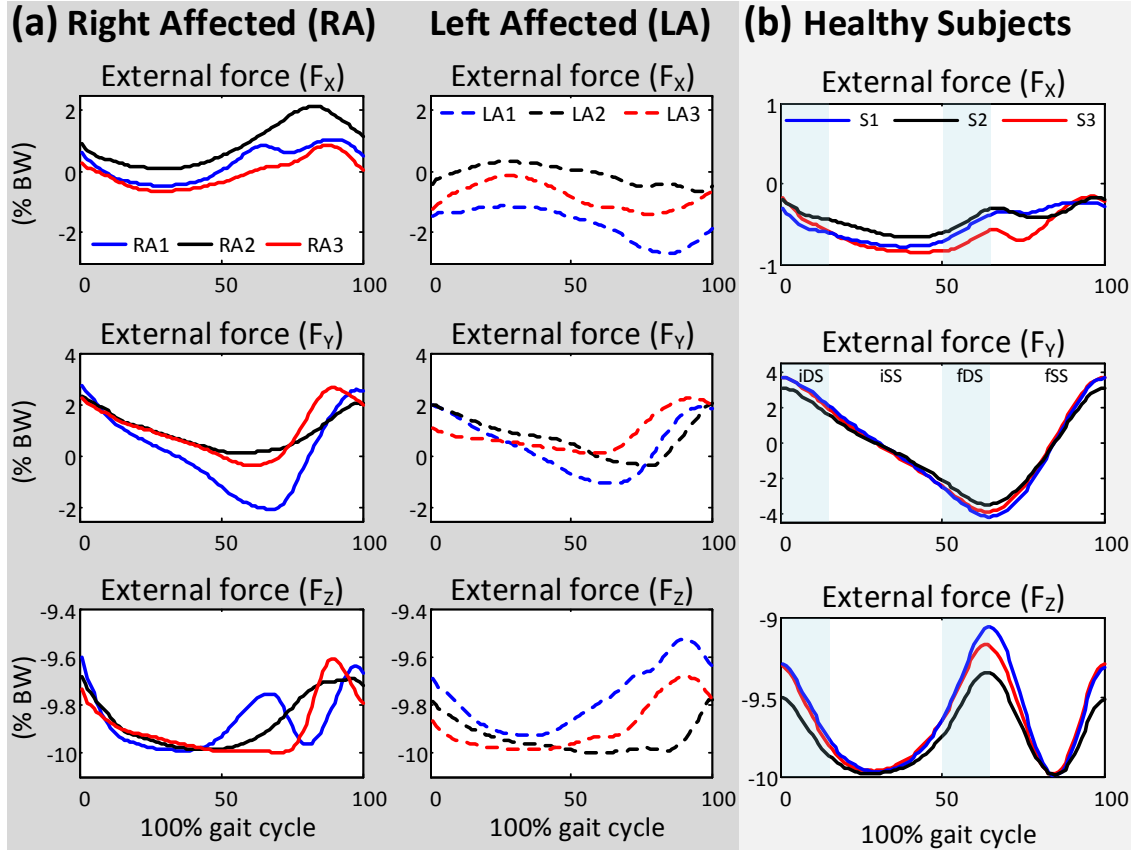 (a) Right Affected (RA) Left Affected (LA) (b) Healthy Subjects
External force (FX) External force (FX) External force (FX)
(% BW)
2
0
-2
RA1 RA2 RA3
0 50 100
LA1 LA2 LA3
2
0
-2
0 50 100
1
S1 S2 S3
-0
-1
0 50 100
External force (FY) External force (FY) External force (FY)
(% BW)
4
2
0
-2
0 50 100
4
2
0
-2
0 50 100
iDS iSS fDS fSS
4
2
0
-2
-4
0 50 100
External force (FZ) External force (FZ) External force (FZ)
(% BW)
-9.4
-9.6
-9.8
-10
0 50 100
-9.4
-9.6
-9.8
-10
0 50 100
-9
-9.5
-10
0 50 100
100% gait cycle 100% gait cycle 100% gait cycle